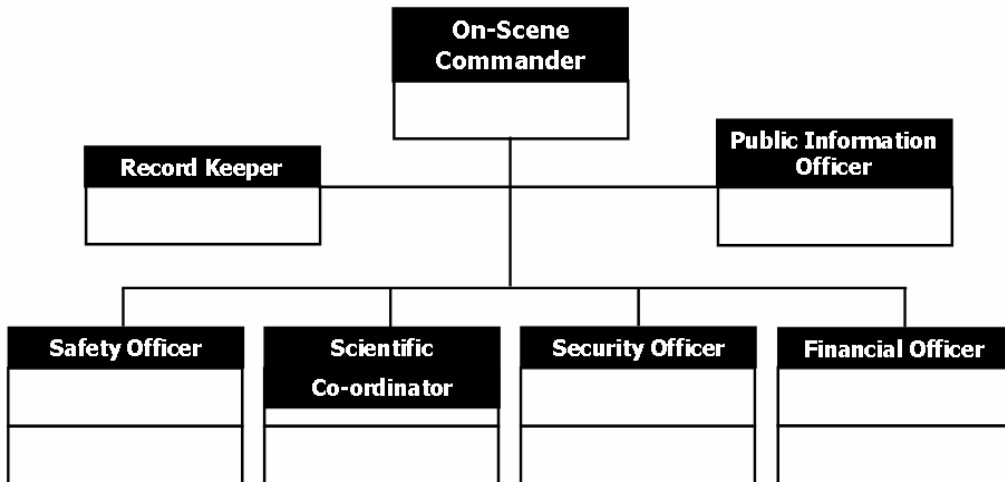 On-Scene
Commander
Record Keeper
Public Information
Officer
Safety Officer
Scientific
Co-ordinator
Security Officer
Financial Officer